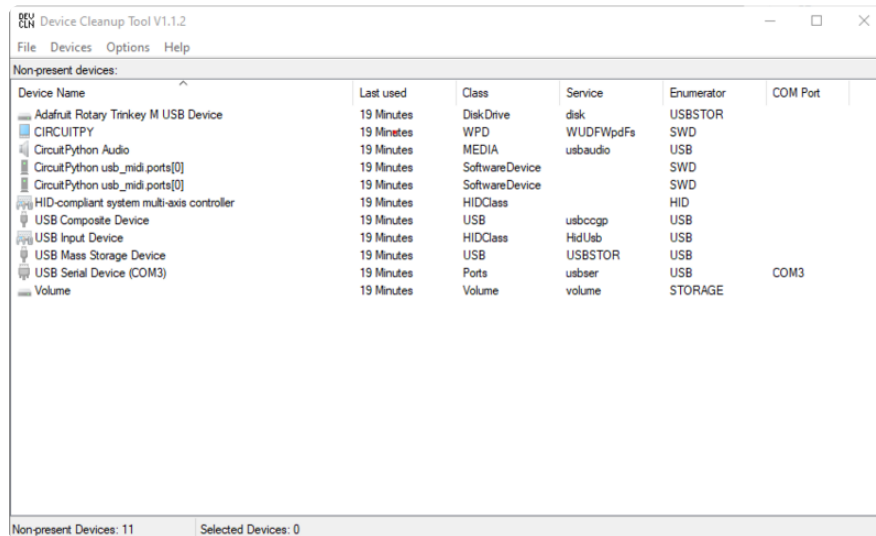 DEV CLN Device Cleanup Tool V1.1.2
File Devices Options Help
Non-present devices:
Device Name Last used Class Service Enumerator COM Port
Adafruit Rotary Trinkey M USB Device 19 Minutes DiskDrive disk USBSTOR
CIRCUITPY 19 Minutes WPD WUDFWpdFs SWD
CircuitPython Audio 19 Minutes MEDIA usbaudio USB
CircuitPython usb_midi.ports[0] 19 Minutes SoftwareDevice SWD
CircuitPython usb_midi.ports[0] 19 Minutes SoftwareDevice SWD
HID-compliant system multi-axis controller 19 Minutes HIDClass HID
USB Composite Device 19 Minutes USB usbccgp USB
USB Input Device 19 Minutes HIDClass HidUsb USB
USB Mass Storage Device 19 Minutes USB USBSTOR USB
USB Serial Device (COM3) 19 Minutes Ports usbser USB COM3
Volume 19 Minutes Volume volume STORAGE
Non-present Devices: 11 Selected Devices: 0